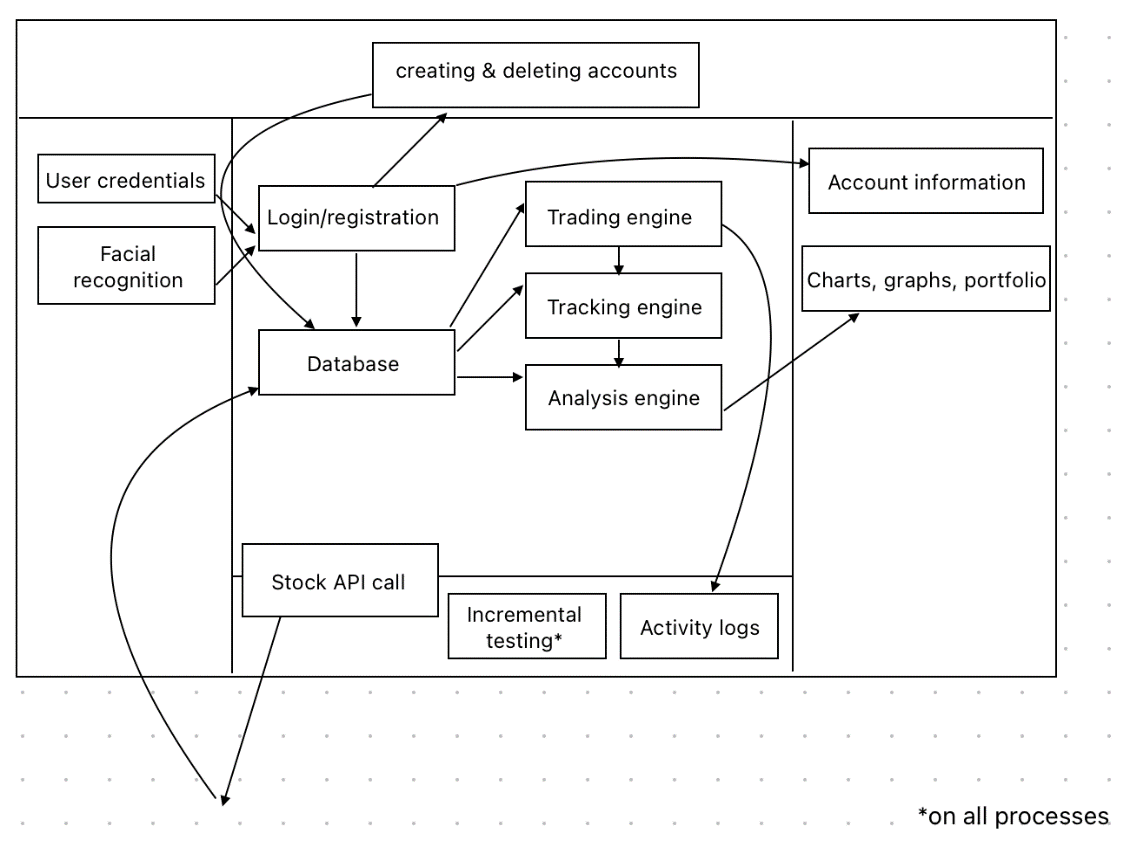 creating & deleting accounts
User credentials
Facial
recognition
Login/registration
Database
Trading engine
Tracking engine
Analysis engine
Account information
Charts, graphs, portfolio
Stock API call
Incremental
testing*
Activity logs
*on all processes